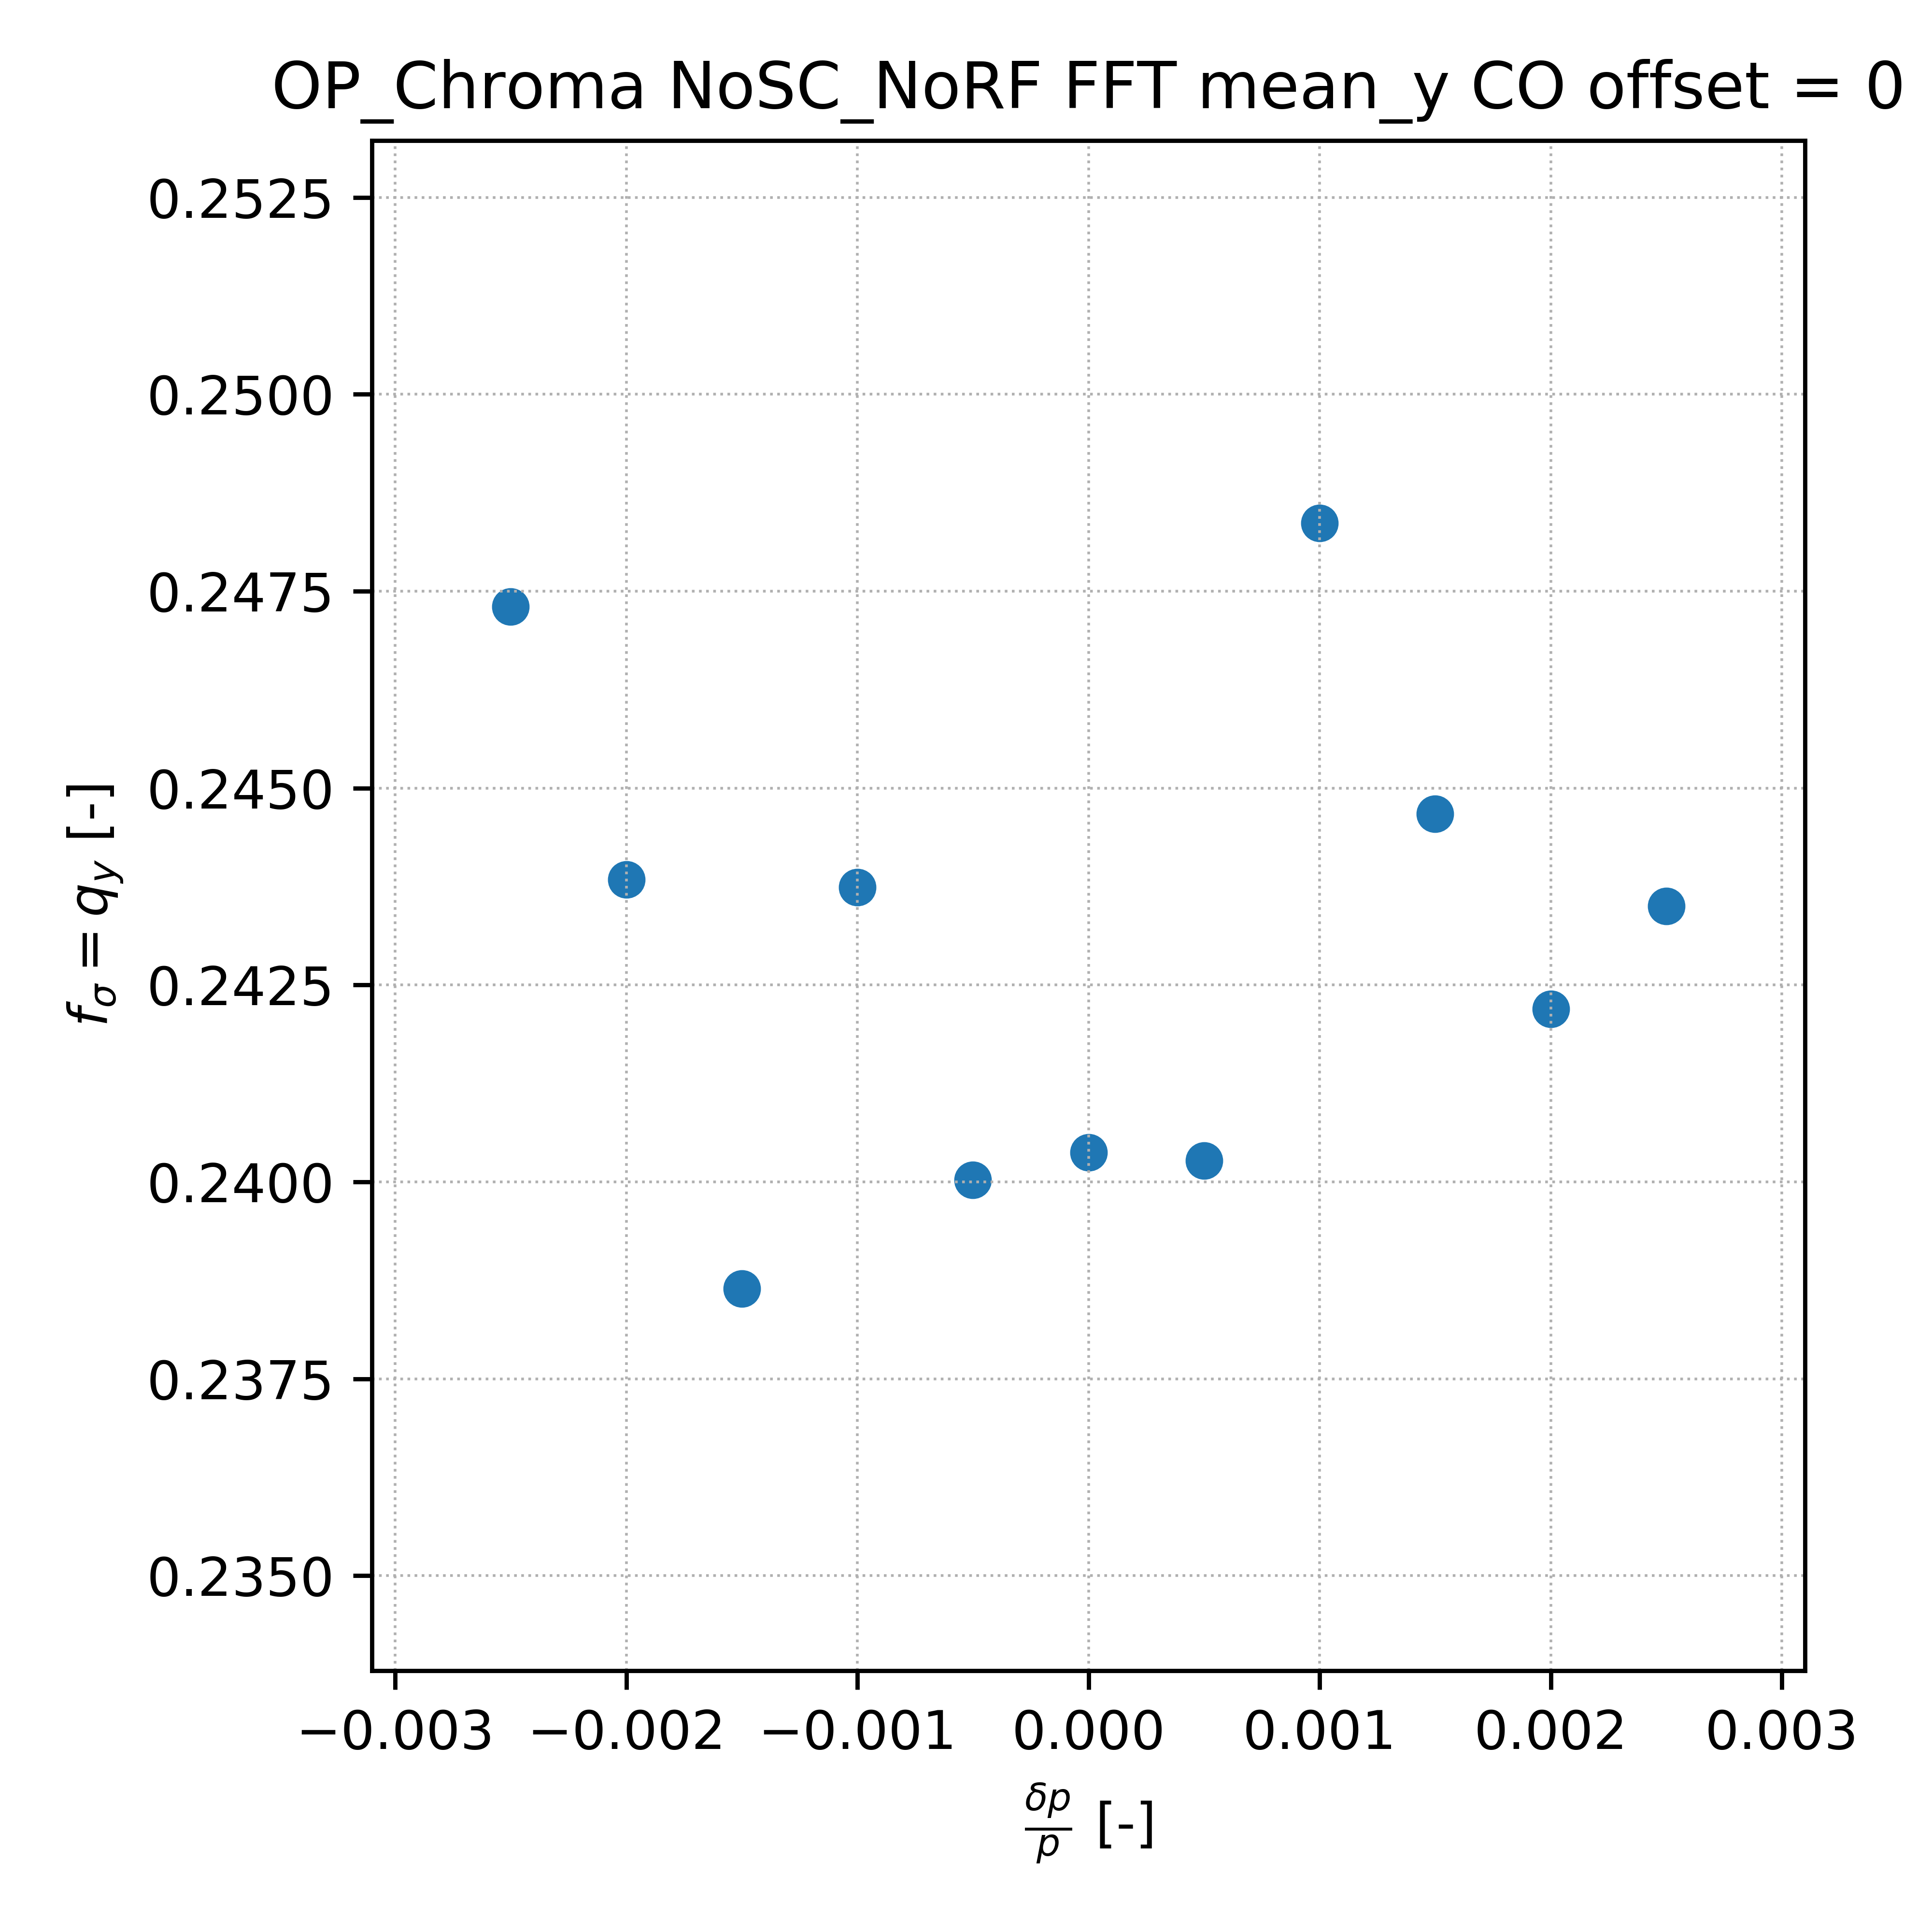 OP_Chroma NoSC_NoRF FFT mean_y CO offset = 0
0.2525
0.2500
0.2475
0.2450
0.2425
0.2400
0.2375
0.2350
f_σ = q_y [-]
−0.003 −0.002 −0.001 0.000 0.001 0.002 0.003
δp/p [-]